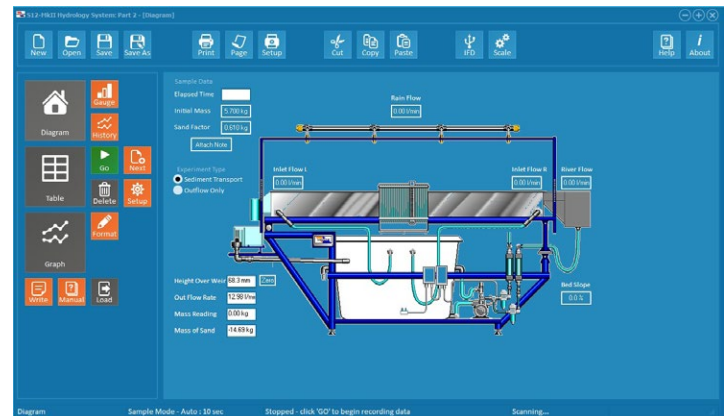 S12-MkII Hydrology System: Part 2 - [Diagram]
New Open Save Save As Print Page Setup Cut Copy Paste IFD Scale Help About
Diagram
Gauge
History
Table
Go
Next
Delete
Setup
Graph
Format
Write
Manual
Load
Sample Data
Elapsed Time
Initial Mass 5.700 kg
Sand Factor 0.610 kg
Attach Note
Experiment Type
Sediment Transport
Outflow Only
Rain Flow
0.00 l/min
Inlet Flow L
0.00 l/min
Inlet Flow R
0.00 l/min
River Flow
0.00 l/min
Height Over Weir 68.3 mm Zero
Out Flow Rate 12.98 l/min
Mass Reading 0.00 kg
Mass of Sand -14.69 kg
Bed Slope
0.0 %
Diagram Sample Mode - Auto : 10 sec Stopped - click 'GO' to begin recording data Scanning...